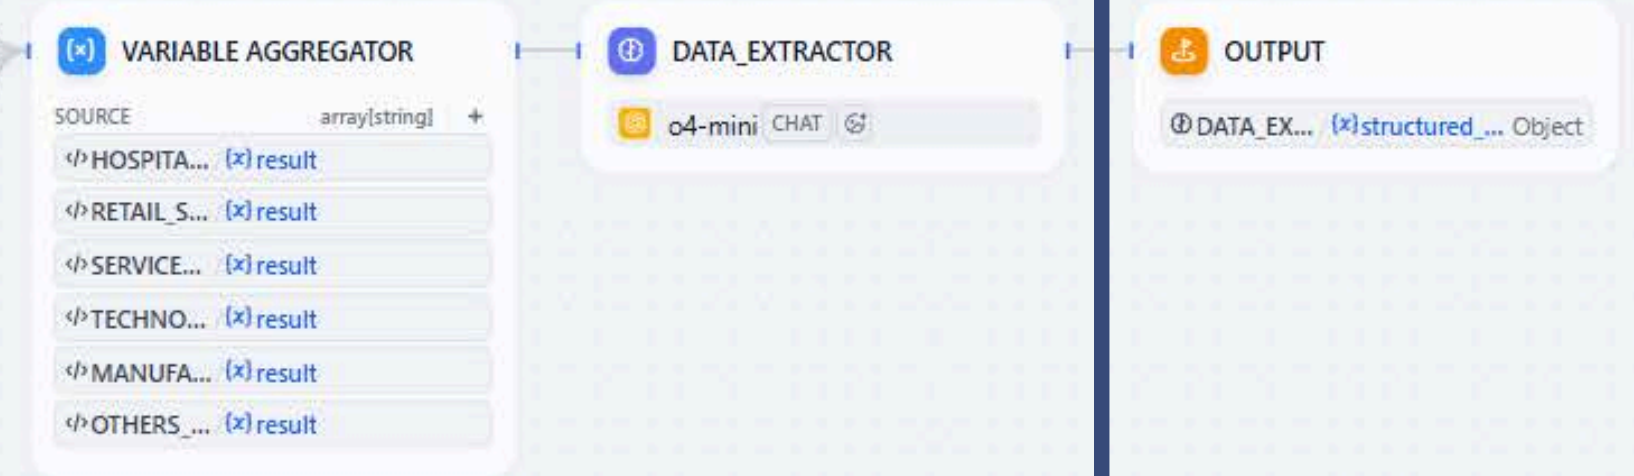 VARIABLE AGGREGATOR
SOURCE array[string] +
</> HOSPITA... {x} result
</> RETAIL_S... {x} result
</> SERVICE... {x} result
</> TECHNO... {x} result
</> MANUFA... {x} result
</> OTHERS_... {x} result
DATA_EXTRACTOR
o4-mini CHAT
OUTPUT
DATA_EX... / {x} structured_... Object